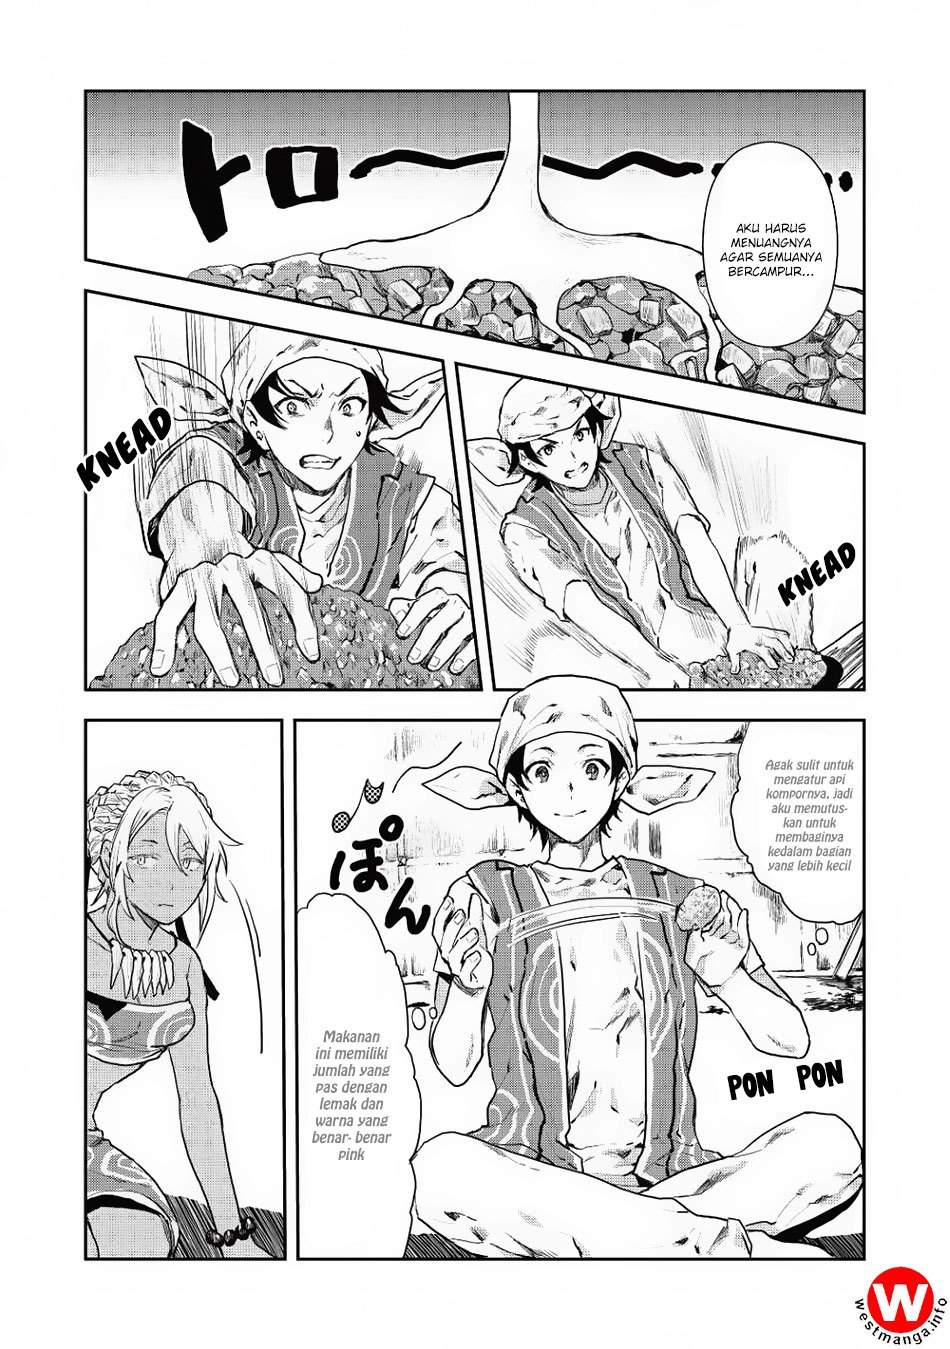 トロ〜
AKU HARUS
MENUANGNYA
AGAR SEMUANYA
BERCAMPUR...
KNEAD
KNEAD
Agak sulit untuk
mengatur api
kompornya, jadi
aku memutus-
kan untuk
membaginya
kedalam bagian
yang lebih kecil
ぽん
Makanan
ini memiliki
jumlah yang
pas dengan
lemak dan
warna yang
benar- benar
pink
PON PON
W
westmanga.info